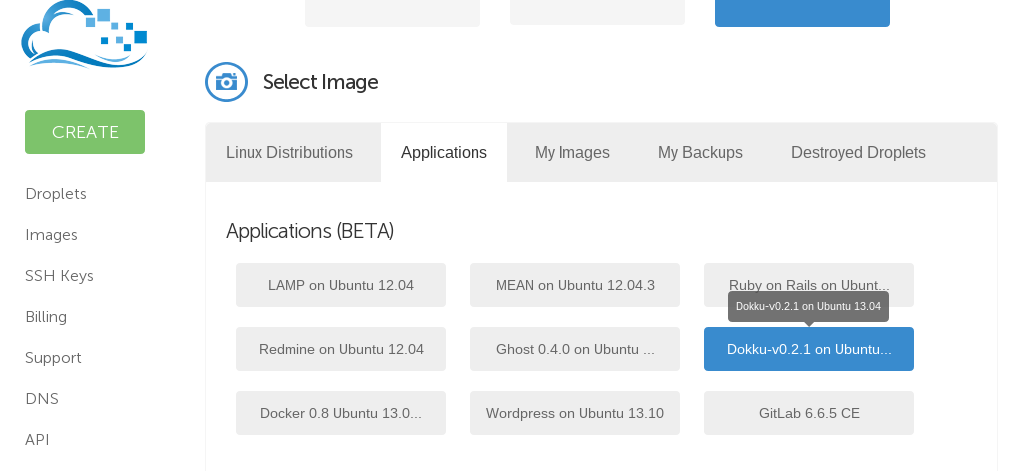 Select Image
CREATE
Linux Distributions Applications My Images My Backups Destroyed Droplets
Droplets
Applications (BETA)
Images
SSH Keys
LAMP on Ubuntu 12.04 MEAN on Ubuntu 12.04.3 Ruby on Rails on Ubunt...
Dokku-v0.2.1 on Ubuntu 13.04
Billing
Redmine on Ubuntu 12.04 Ghost 0.4.0 on Ubuntu ... Dokku-v0.2.1 on Ubuntu...
Support
DNS
Docker 0.8 Ubuntu 13.0... Wordpress on Ubuntu 13.10 GitLab 6.6.5 CE
API